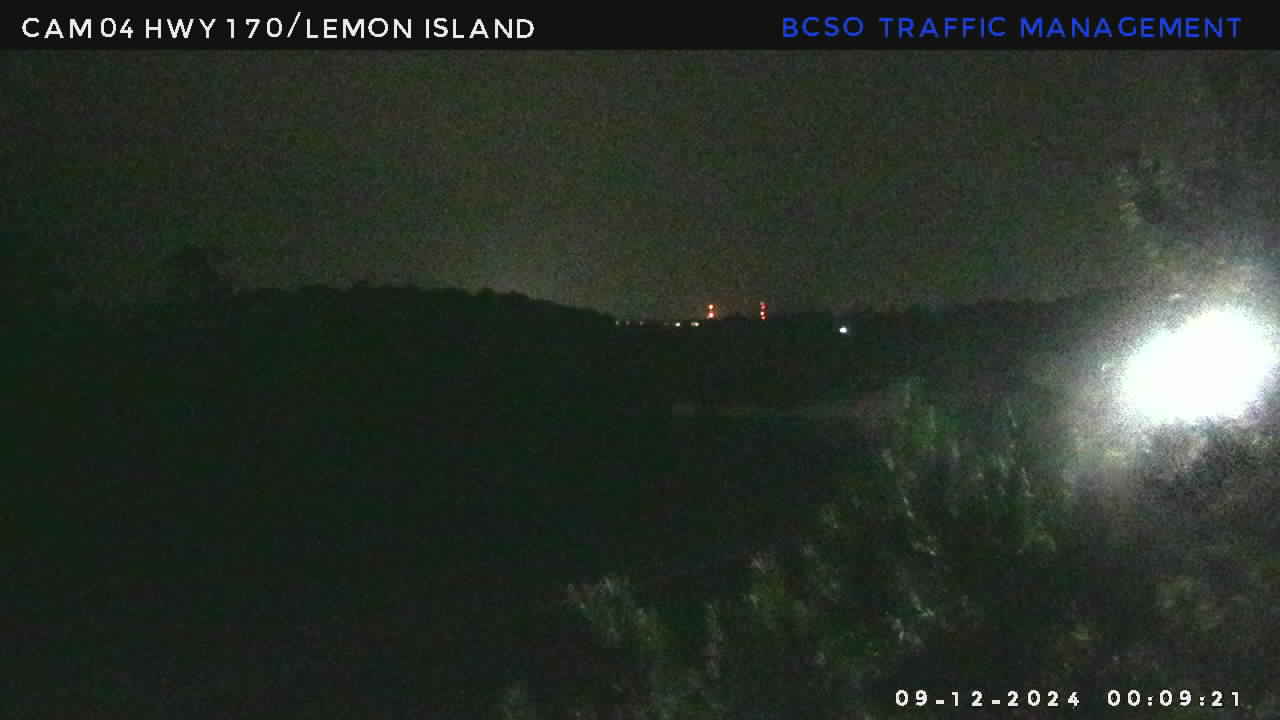 CAM04 HWY 170/LEMON ISLAND
BCSO TRAFFIC MANAGEMENT
09-12-2024 00:09:21